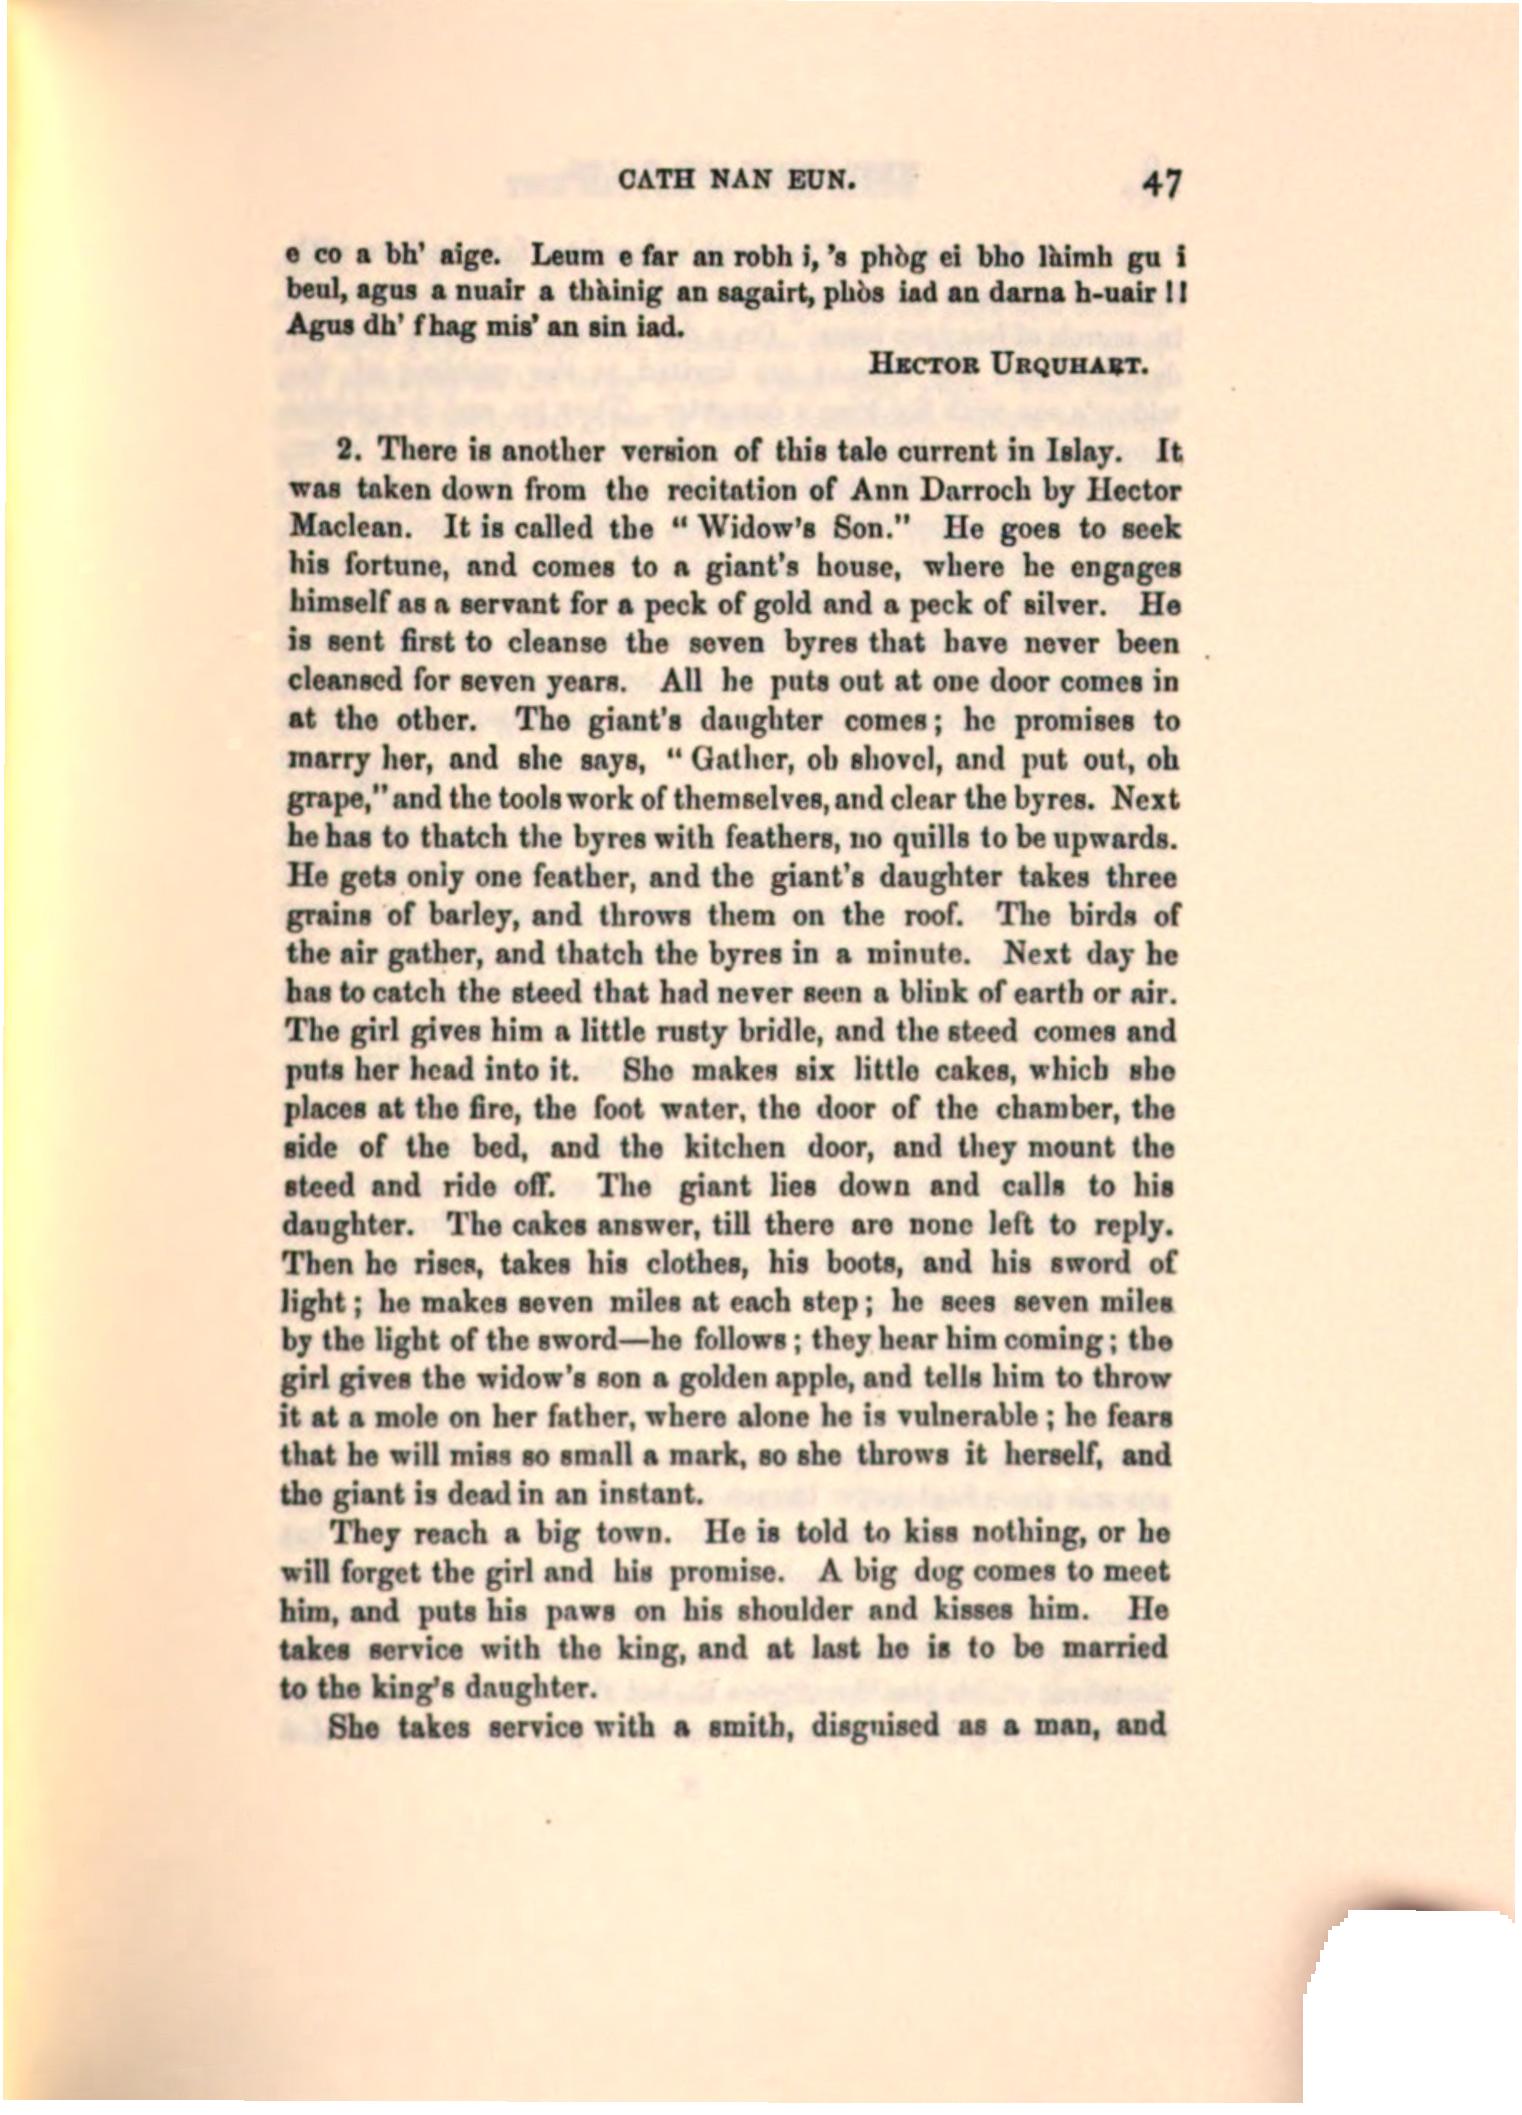 CATH NAN EUN. 47
e co a bh' aige. Leum e far an robh i, 's phòg ei bho làimh gu i
beul, agus a nuair a thàinig an sagairt, phòs iad an darna h-uair!!
Agus dh' fhag mis' an sin iad.
HECTOR URQUHART.
2. There is another version of this tale current in Islay. It
was taken down from the recitation of Ann Darroch by Hector
Maclean. It is called the "Widow's Son." He goes to seek
his fortune, and comes to a giant's house, where he engages
himself as a servant for a peck of gold and a peck of silver. He
is sent first to cleanse the seven byres that have never been
cleansed for seven years. All he puts out at one door comes in
at the other. The giant's daughter comes; he promises to
marry her, and she says, "Gather, oh shovel, and put out, oh
grape," and the tools work of themselves, and clear the byres. Next
he has to thatch the byres with feathers, no quills to be upwards.
He gets only one feather, and the giant's daughter takes three
grains of barley, and throws them on the roof. The birds of
the air gather, and thatch the byres in a minute. Next day he
has to catch the steed that had never seen a blink of earth or air.
The girl gives him a little rusty bridle, and the steed comes and
puts her head into it. She makes six little cakes, which she
places at the fire, the foot water, the door of the chamber, the
side of the bed, and the kitchen door, and they mount the
steed and ride off. The giant lies down and calls to his
daughter. The cakes answer, till there are none left to reply.
Then he rises, takes his clothes, his boots, and his sword of
light; he makes seven miles at each step; he sees seven miles
by the light of the sword—he follows; they hear him coming; the
girl gives the widow's son a golden apple, and tells him to throw
it at a mole on her father, where alone he is vulnerable; he fears
that he will miss so small a mark, so she throws it herself, and
the giant is dead in an instant.
They reach a big town. He is told to kiss nothing, or he
will forget the girl and his promise. A big dog comes to meet
him, and puts his paws on his shoulder and kisses him. He
takes service with the king, and at last he is to be married
to the king's daughter.
She takes service with a smith, disguised as a man, and